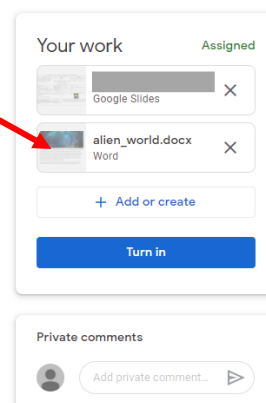 Your work
Assigned
Google Slides
alien_world.docx
Word
+ Add or create
Turn in
Private comments
Add private comment...